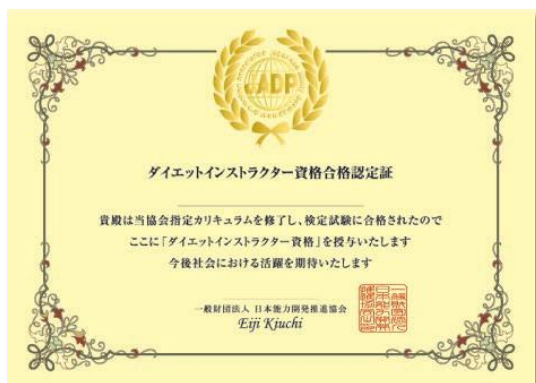 JADP
ダイエットインストラクター資格合格認定証
貴殿は当協会指定カリキュラムを修了し、検定試験に合格されたので
ここに「ダイエットインストラクター資格」を授与いたします
今後社会における活躍を期待いたします
一般財団法人 日本能力開発推進協会
Eiji Kiuchi